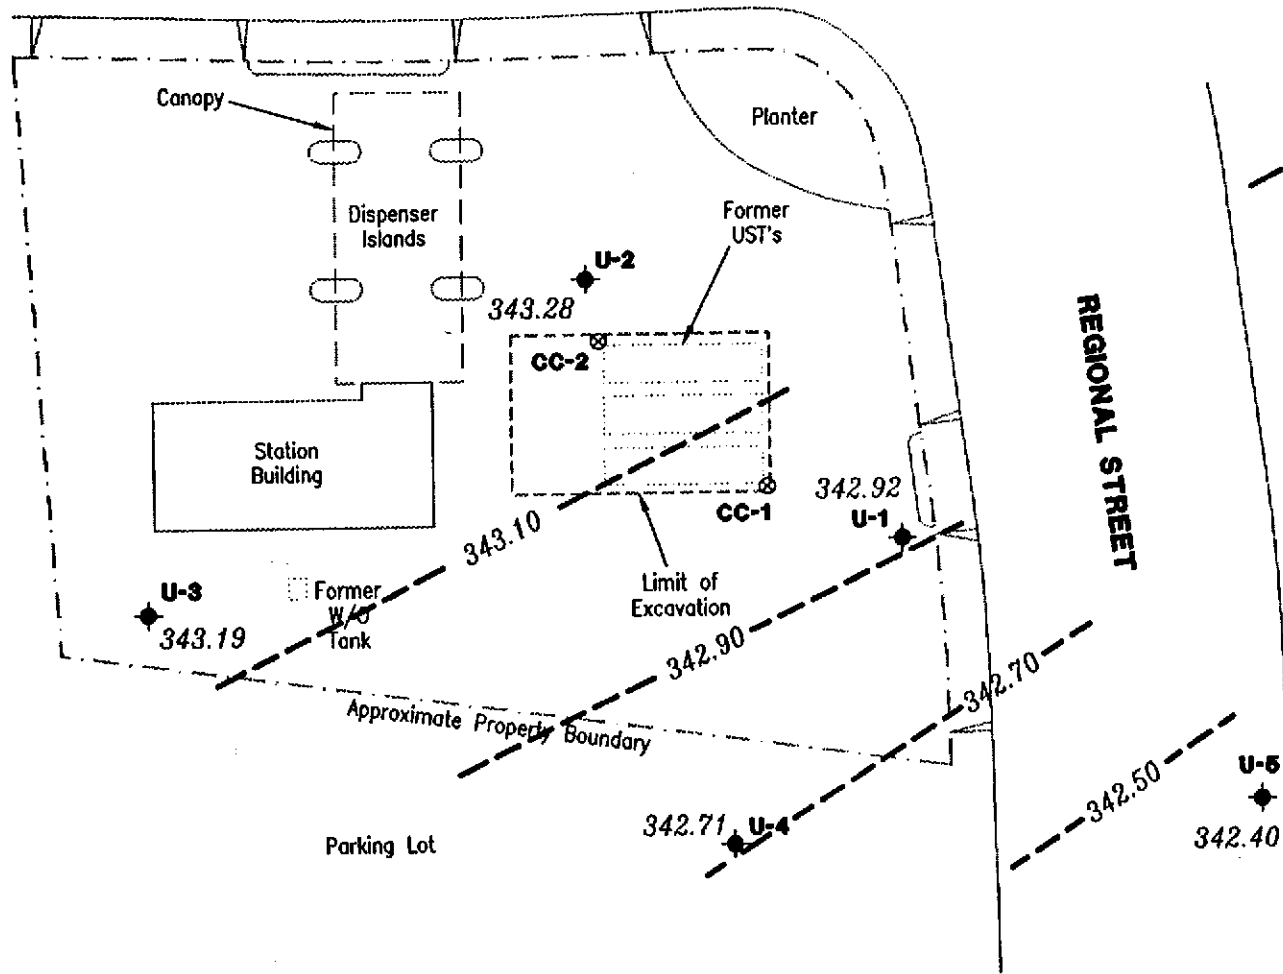 Canopy
Planter
Dispenser
Islands
Former
UST's
U-2
343.28
CC-2
REGIONAL STREET
Station
Building
342.92
U-1
CC-1
343.10
Limit of
Excavation
U-3
343.19
Former
W/O
Tank
342.90
342.70
Approximate Property Boundary
342.50
U-5
342.40
342.71
U-4
Parking Lot